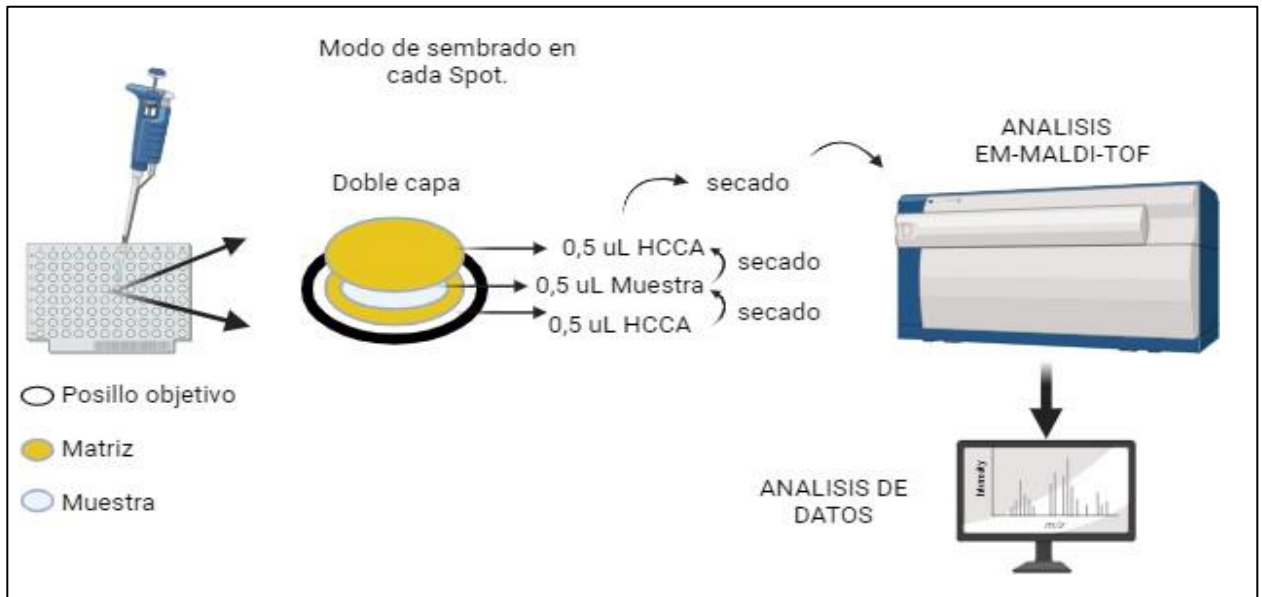 Modo de sembrado en
cada Spot.
ANALISIS
EM-MALDI-TOF
Doble capa
secado
0,5 uL HCCA
secado
0,5 uL Muestra
secado
0,5 uL HCCA
Posillo objetivo
Matriz
Muestra
ANALISIS DE
DATOS
Intensity
m/z